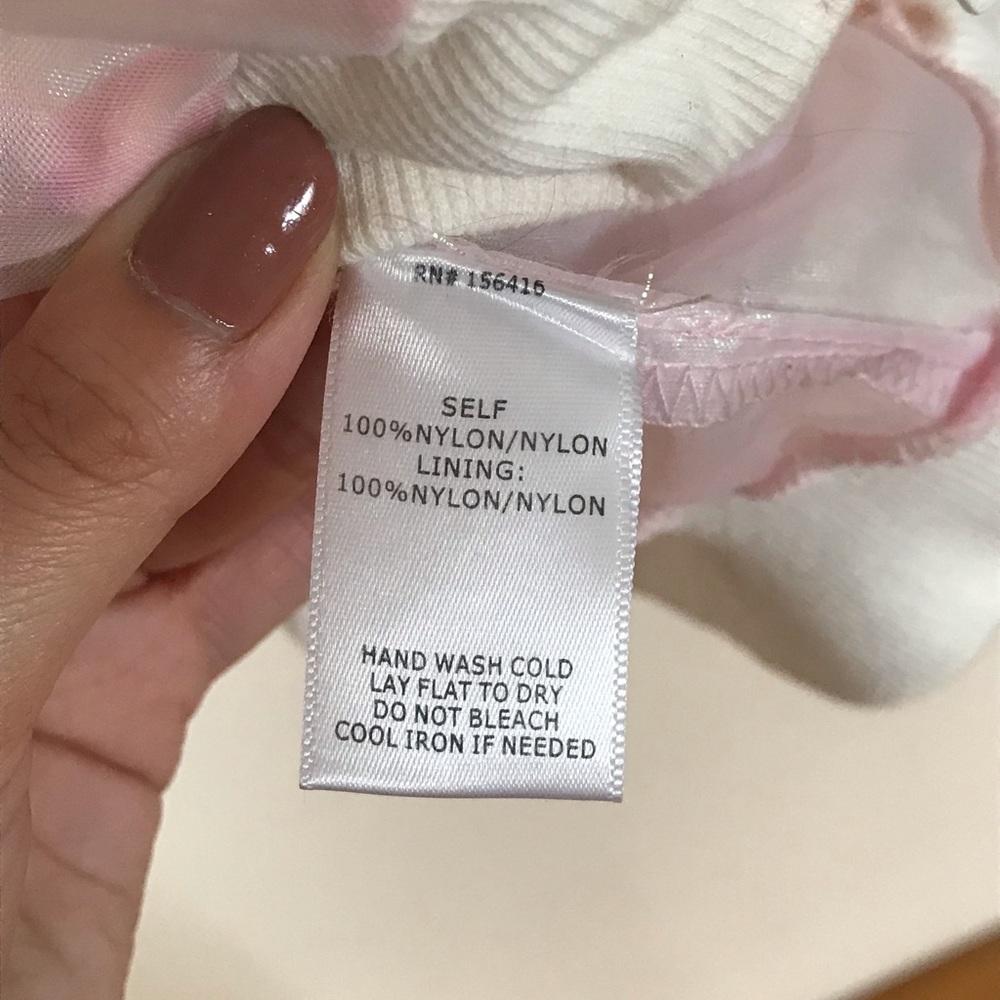 RN# 156416
SELF
100%NYLON/NYLON
LINING:
100%NYLON/NYLON
HAND WASH COLD
LAY FLAT TO DRY
DO NOT BLEACH
COOL IRON IF NEEDED